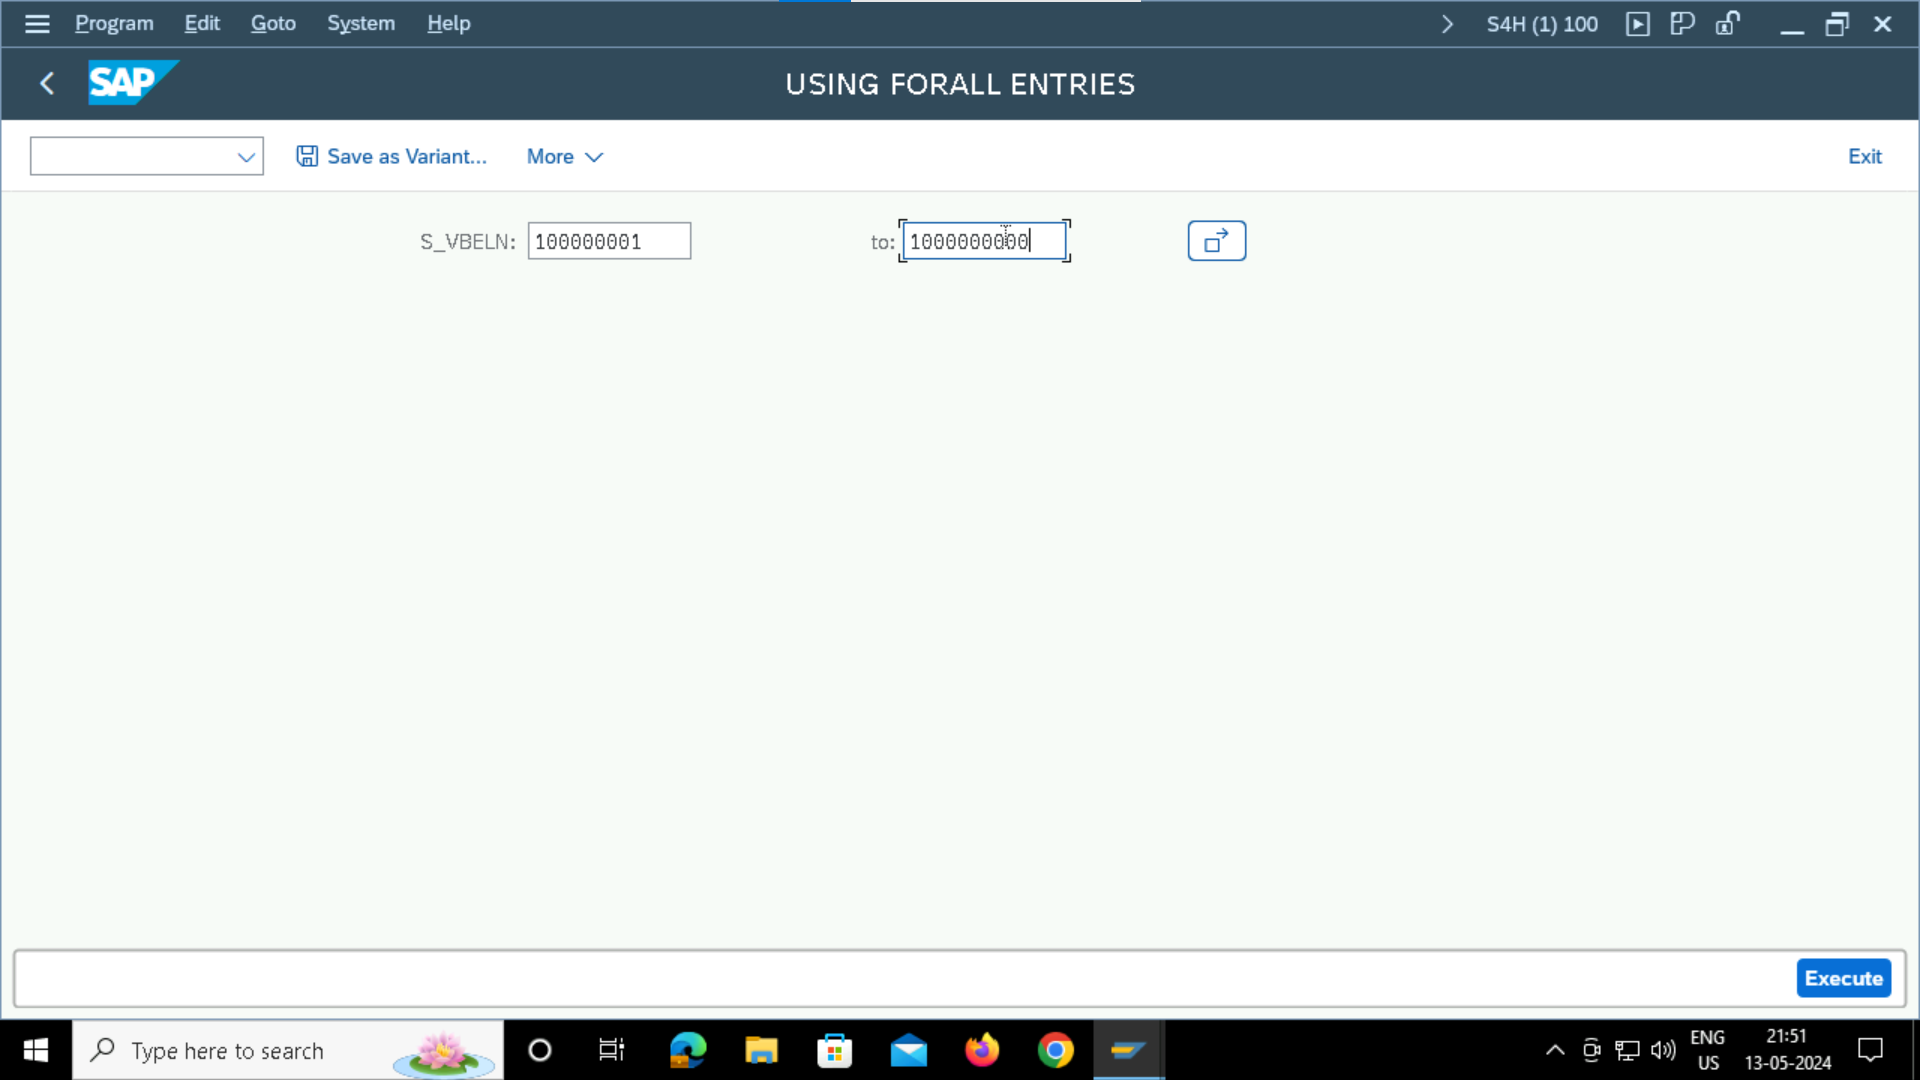 Program Edit Goto System Help S4H (1) 100
SAP USING FORALL ENTRIES
Save as Variant... More Exit
S_VBELN: 100000001 to: 1000000000
Execute
Type here to search ENG 21:51
US 13-05-2024